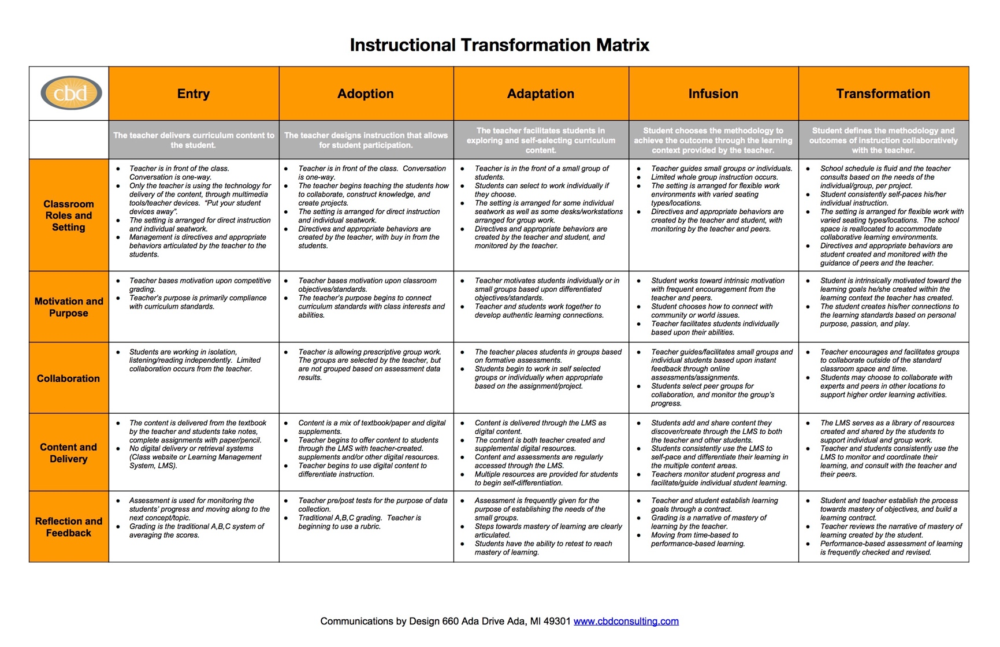 Instructional Transformation Matrix
cbd
Entry
Adoption
Adaptation
Infusion
Transformation
The teacher delivers curriculum content to
the student.
The teacher designs instruction that allows
for student participation.
The teacher facilitates students in
exploring and self-selecting curriculum
content.
Student chooses the methodology to
achieve the outcome through the learning
context provided by the teacher.
Student defines the methodology and
outcomes of instruction collaboratively
with the teacher.
Classroom
Roles and
Setting
● Teacher is in front of the class.
Conversation is one-way.
● Only the teacher is using the technology for
delivery of the content, through multimedia
tools/teacher devices. “Put your student
devices away”.
● The setting is arranged for direct instruction
and individual seatwork.
● Management is directives and appropriate
behaviors articulated by the teacher to the
students.
● Teacher is in front of the class. Conversation
is one-way.
● The teacher begins teaching the students how
to collaborate, construct knowledge, and
create projects.
● The setting is arranged for direct instruction
and individual seatwork.
● Directives and appropriate behaviors are
created by the teacher, with buy in from the
students.
● Teacher is in the front of a small group of
students.
● Students can select to work individually if
they choose.
● The setting is arranged for some individual
seatwork as well as some desks/workstations
arranged for group work.
● Directives and appropriate behaviors are
created by the teacher and student, and
monitored by the teacher.
● Teacher guides small groups or individuals.
● Limited whole group instruction occurs.
● The setting is arranged for flexible work
environments with varied seating
types/locations.
● Directives and appropriate behaviors are
created by the teacher and student, with
monitoring by the teacher and peers.
● School schedule is fluid and the teacher
consults based on the needs of the
individual/group, per project.
● Student consistently self-paces his/her
individual instruction.
● The setting is arranged for flexible work with
varied seating types/locations. The school
space is reallocated to accommodate
collaborative learning environments.
● Directives and appropriate behaviors are
student created and monitored with the
guidance of peers and the teacher.
Motivation and
Purpose
● Teacher bases motivation upon competitive
grading.
● Teacher’s purpose is primarily compliance
with curriculum standards.
● Teacher bases motivation upon classroom
objectives/standards.
● The teacher’s purpose begins to connect
curriculum standards with class interests and
abilities.
● Teacher motivates students individually or in
small groups based upon differentiated
objectives/standards.
● Teacher and students work together to
develop authentic learning connections.
● Student works toward intrinsic motivation
with frequent encouragement from the
teacher and peers.
● Student chooses how to connect with
community or world issues.
● Teacher facilitates students individually
based upon their abilities.
● Student is intrinsically motivated toward the
learning goals he/she created within the
learning context the teacher has created.
● The student creates his/her connections to
the learning standards based on personal
purpose, passion, and play.
Collaboration
● Students are working in isolation,
listening/reading independently. Limited
collaboration occurs from the teacher.
● Teacher is allowing prescriptive group work.
The groups are selected by the teacher, but
are not grouped based on assessment data
results.
● The teacher places students in groups based
on formative assessments.
● Students begin to work in self selected
groups or individually when appropriate
based on the assignment/project.
● Teacher guides/facilitates small groups and
individual students based upon instant
feedback through online
assessments/assignments.
● Students select peer groups for
collaboration, and monitor the group’s
progress.
● Teacher encourages and facilitates groups
to collaborate outside of the standard
classroom space and time.
● Students may choose to collaborate with
experts and peers in other locations to
support higher order learning activities.
Content and
Delivery
● The content is delivered from the textbook
by the teacher and students take notes,
complete assignments with paper/pencil.
● No digital delivery or retrieval systems
(Class website or Learning Management
System, LMS).
● Content is a mix of textbook/paper and digital
supplements.
● Teacher begins to offer content to students
through the LMS with teacher-created.
supplements and/or other digital resources.
● Teacher begins to use digital content to
differentiate instruction.
● Content is delivered through the LMS as
digital content.
● The content is both teacher created and
supplemental digital resources.
● Content and assessments are regularly
accessed through the LMS.
● Multiple resources are provided for students
to begin self-differentiation.
● Students add and share content they
discover/create through the LMS to both
the teacher and other students.
● Students consistently use the LMS to
self-pace and differentiate their learning in
the multiple content areas.
● Teachers monitor student progress and
facilitate/guide individual student learning.
● The LMS serves as a library of resources
created and shared by the students to
support individual and group work.
● Teacher and students consistently use the
LMS to monitor and coordinate their
learning, and consult with the teacher and
their peers.
Reflection and
Feedback
● Assessment is used for monitoring the
students’ progress and moving along to the
next concept/topic.
● Grading is the traditional A,B,C system of
averaging the scores.
● Teacher pre/post tests for the purpose of data
collection.
● Traditional A,B,C grading. Teacher is
beginning to use a rubric.
● Assessment is frequently given for the
purpose of establishing the needs of the
small groups.
● Steps towards mastery of learning are clearly
articulated.
● Students have the ability to retest to reach
mastery of learning.
● Teacher and student establish learning
goals through a contract.
● Grading is a narrative of mastery of
learning by the teacher.
● Moving from time-based to
performance-based learning.
● Student and teacher establish the process
towards mastery of objectives, and build a
learning contract.
● Teacher reviews the narrative of mastery of
learning created by the student.
● Performance-based assessment of learning
is frequently checked and revised.
Communications by Design 660 Ada Drive Ada, MI 49301 www.cbdconsulting.com